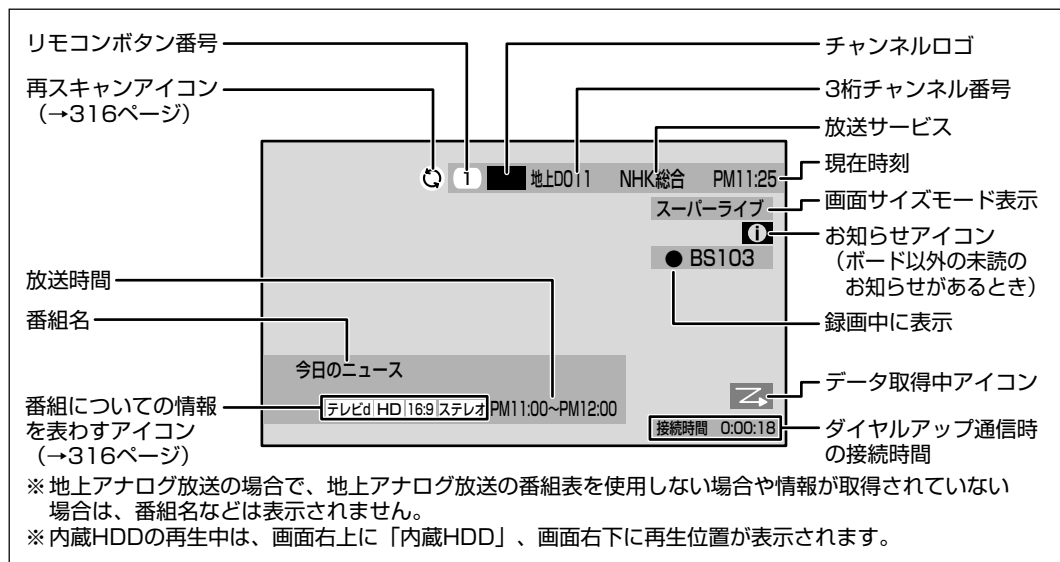 リモコンボタン番号
再スキャンアイコン
（→316ページ）
チャンネルロゴ
3桁チャンネル番号
放送サービス
現在時刻
画面サイズモード表示
お知らせアイコン
（ボード以外の未読の
お知らせがあるとき）
録画中に表示
データ取得中アイコン
ダイヤルアップ通信時
の接続時間
1 地上D011 NHK総合 PM11:25
スーパーライブ
● BS103
放送時間
番組名
番組についての情報
を表わすアイコン
（→316ページ）
今日のニュース
テレビd HD 16:9 ステレオ PM11:00~PM12:00
接続時間 0:00:18
※地上アナログ放送の場合で、地上アナログ放送の番組表を使用しない場合や情報が取得されていない
場合は、番組名などは表示されません。
※内蔵HDDの再生中は、画面右上に「内蔵HDD」、画面右下に再生位置が表示されます。